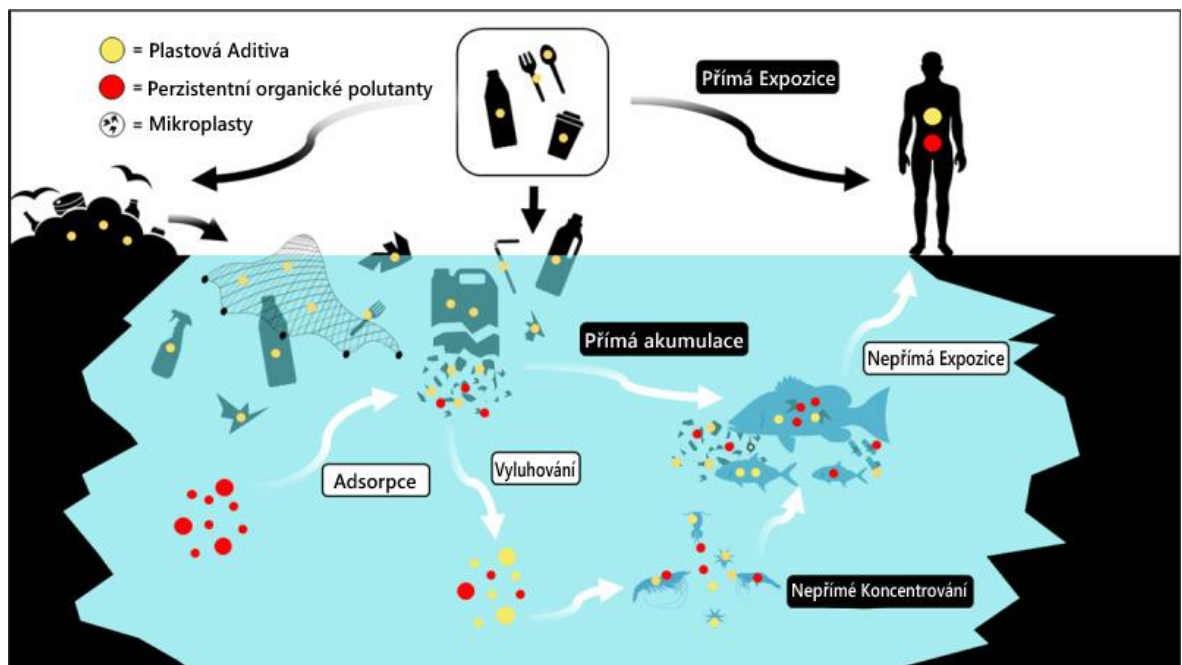 = Plastová Aditiva
= Perzistentní organické polutanty
= Mikroplasty
Přímá Expozice
Přímá akumulace
Nepřímá Expozice
Adsorpce
Vyluhování
Nepřímé Koncentrování